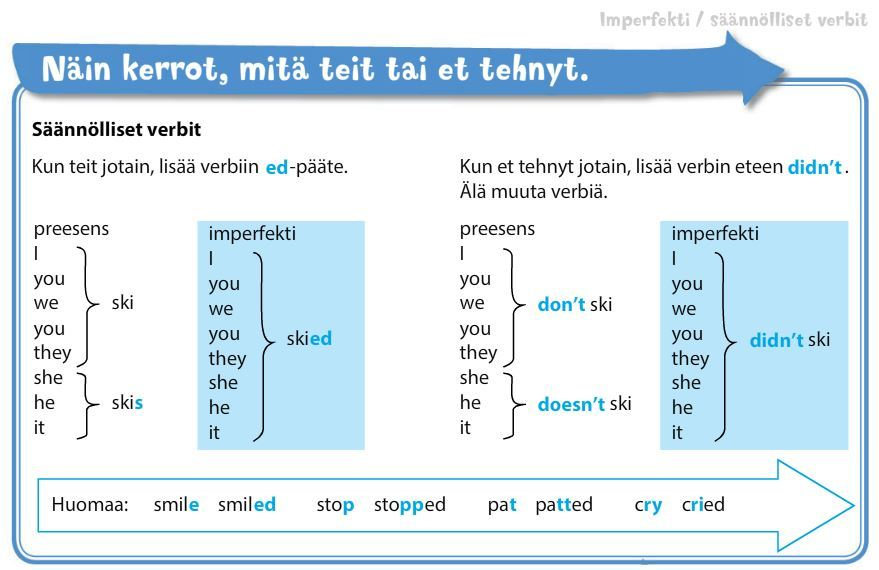 Imperfekti / säännölliset verbit
Näin kerrot, mitä teit tai et tehnyt.
Säännölliset verbit
Kun teit jotain, lisää verbiin ed-pääte.
preesens
I
you
we
you
they
ski
she
he
it
skis
imperfekti
I
you
we
you
they
she
he
it
skied
Kun et tehnyt jotain, lisää verbin eteen didn't.
Älä muuta verbiä.
preesens
I
you
we
you
they
don't ski
she
he
it
doesn't ski
imperfekti
I
you
we
you
they
she
he
it
didn't ski
Huomaa: smile smiled stop stopped pat patted cry cried